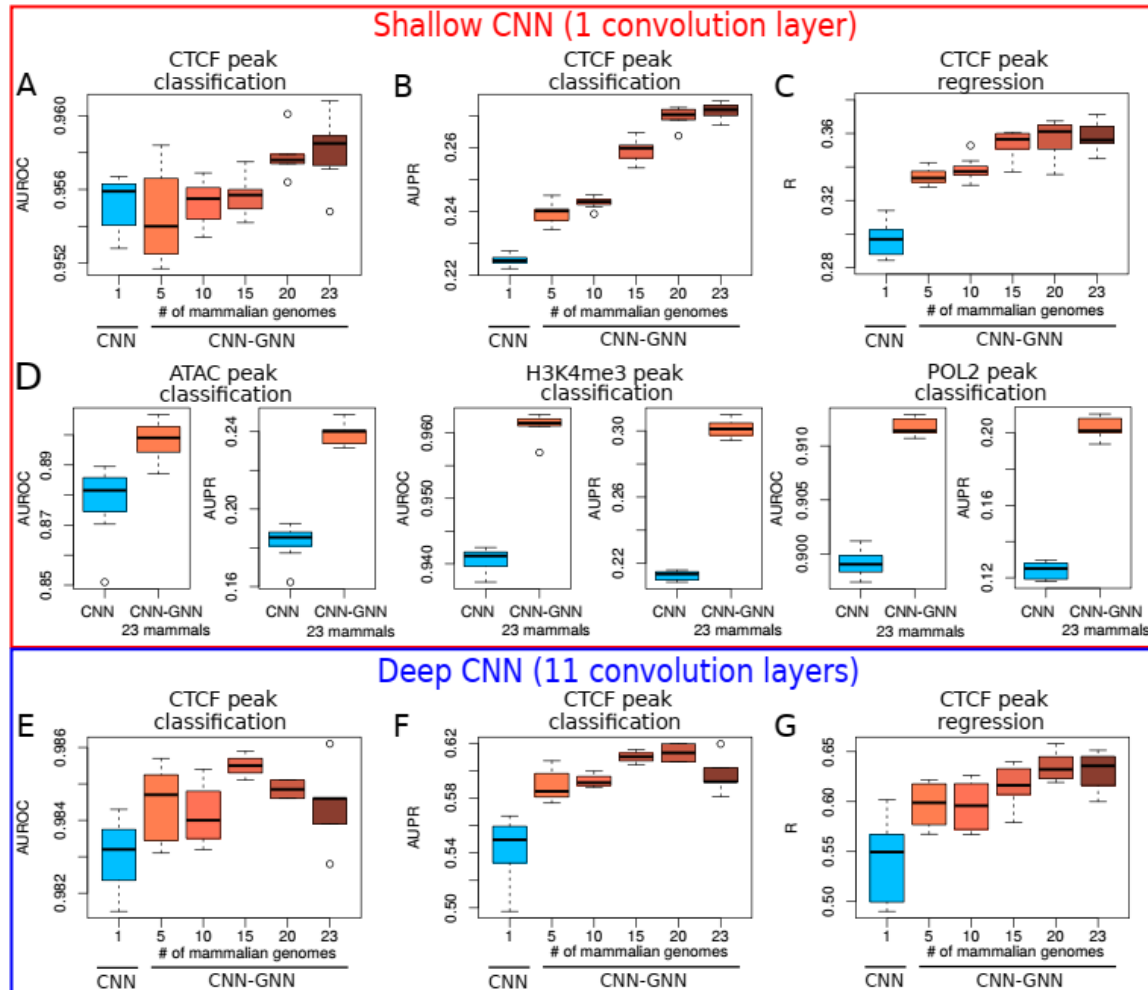 Shallow CNN (1 convolution layer)
A
CTCF peak
classification
AUROC
0.960
0.956
0.952
1 5 10 15 20 23
# of mammalian genomes
CNN CNN-GNN
B
CTCF peak
classification
AUPR
0.26
0.24
0.22
1 5 10 15 20 23
# of mammalian genomes
CNN CNN-GNN
C
CTCF peak
regression
R
0.36
0.32
0.28
1 5 10 15 20 23
# of mammalian genomes
CNN CNN-GNN
D
ATAC peak
classification
AUROC
0.89
0.87
0.85
CNN CNN-GNN
23 mammals
AUPR
0.24
0.20
0.16
CNN CNN-GNN
23 mammals
H3K4me3 peak
classification
AUROC
0.960
0.950
0.940
CNN CNN-GNN
23 mammals
AUPR
0.30
0.26
0.22
CNN CNN-GNN
23 mammals
POL2 peak
classification
AUROC
0.910
0.905
0.900
CNN CNN-GNN
23 mammals
AUPR
0.20
0.16
0.12
CNN CNN-GNN
23 mammals
Deep CNN (11 convolution layers)
E
CTCF peak
classification
AUROC
0.986
0.984
0.982
1 5 10 15 20 23
# of mammalian genomes
CNN CNN-GNN
F
CTCF peak
classification
AUPR
0.62
0.58
0.54
0.50
1 5 10 15 20 23
# of mammalian genomes
CNN CNN-GNN
G
CTCF peak
regression
R
0.65
0.60
0.55
0.50
1 5 10 15 20 23
# of mammalian genomes
CNN CNN-GNN